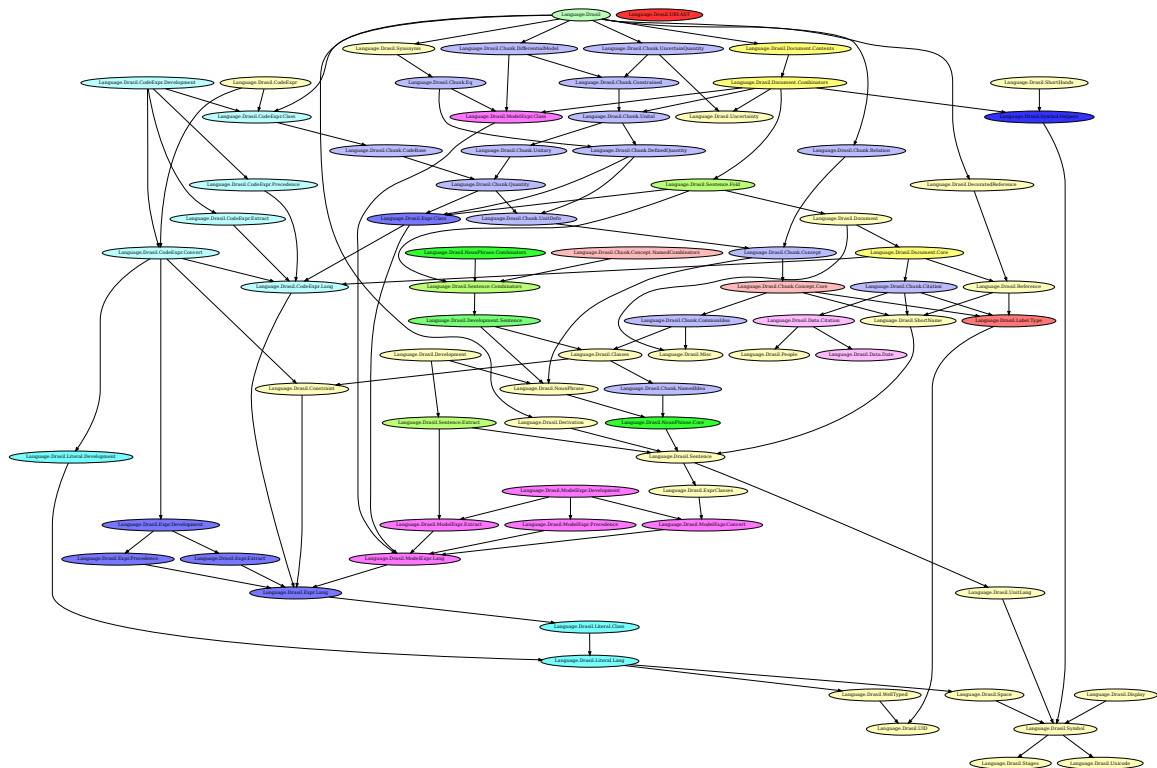 Language.Drasil
Language.Drasil.URLAST
Language.Drasil.Synonyms
Language.Drasil.Chunk.DifferentialModel
Language.Drasil.Chunk.UncertainQuantity
Language.Drasil.Document.Contents
Language.Drasil.CodeExpr.Development
Language.Drasil.CodeExpr
Language.Drasil.Chunk.Eq
Language.Drasil.Chunk.Constrained
Language.Drasil.Document.Combinators
Language.Drasil.ShortHands
Language.Drasil.CodeExpr.Class
Language.Drasil.ModelExpr.Class
Language.Drasil.Chunk.Unital
Language.Drasil.Uncertainty
Language.Drasil.Symbol.Helpers
Language.Drasil.Chunk.CodeBase
Language.Drasil.Chunk.Unitary
Language.Drasil.Chunk.DefinedQuantity
Language.Drasil.Chunk.Relation
Language.Drasil.CodeExpr.Precedence
Language.Drasil.Chunk.Quantity
Language.Drasil.Sentence.Fold
Language.Drasil.DecoratedReference
Language.Drasil.CodeExpr.Extract
Language.Drasil.Expr.Class
Language.Drasil.Chunk.UnitDefn
Language.Drasil.Document
Language.Drasil.CodeExpr.Convert
Language.Drasil.NounPhrase.Combinators
Language.Drasil.Chunk.Concept.NamedCombinators
Language.Drasil.Chunk.Concept
Language.Drasil.Document.Core
Language.Drasil.CodeExpr.Lang
Language.Drasil.Sentence.Combinators
Language.Drasil.Chunk.Concept.Core
Language.Drasil.Chunk.Citation
Language.Drasil.Reference
Language.Drasil.Development.Sentence
Language.Drasil.Chunk.CommonIdea
Language.Drasil.Data.Citation
Language.Drasil.ShortName
Language.Drasil.Label.Type
Language.Drasil.Development
Language.Drasil.Classes
Language.Drasil.Misc
Language.Drasil.People
Language.Drasil.Data.Date
Language.Drasil.Constraint
Language.Drasil.NounPhrase
Language.Drasil.Chunk.NamedIdea
Language.Drasil.Sentence.Extract
Language.Drasil.Derivation
Language.Drasil.NounPhrase.Core
Language.Drasil.Literal.Development
Language.Drasil.Sentence
Language.Drasil.ModelExpr.Development
Language.Drasil.ExprClasses
Language.Drasil.Expr.Development
Language.Drasil.ModelExpr.Extract
Language.Drasil.ModelExpr.Precedence
Language.Drasil.ModelExpr.Convert
Language.Drasil.Expr.Precedence
Language.Drasil.Expr.Extract
Language.Drasil.ModelExpr.Lang
Language.Drasil.Expr.Lang
Language.Drasil.UnitLang
Language.Drasil.Literal.Class
Language.Drasil.Literal.Lang
Language.Drasil.WellTyped
Language.Drasil.Space
Language.Drasil.Display
Language.Drasil.UID
Language.Drasil.Symbol
Language.Drasil.Stages
Language.Drasil.Unicode